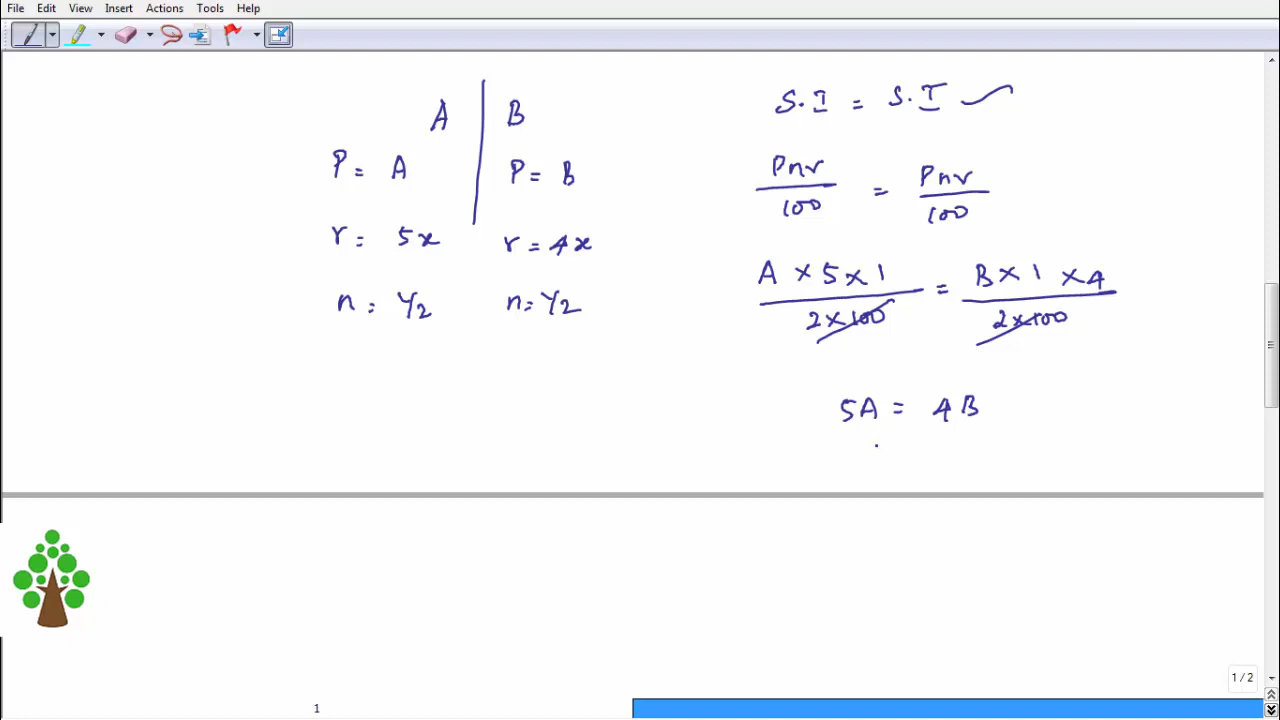 File Edit View Insert Actions Tools Help
A | B
P = A
P = B
r = 5x
r = 4x
n = 1/2
n = 1/2
S.I = S.I
Pnr/100 = Pnr/100
A × 5 × 1 / 2 × 100 = B × 1 × 4 / 2 × 100
5A = 4B
1 / 2
1